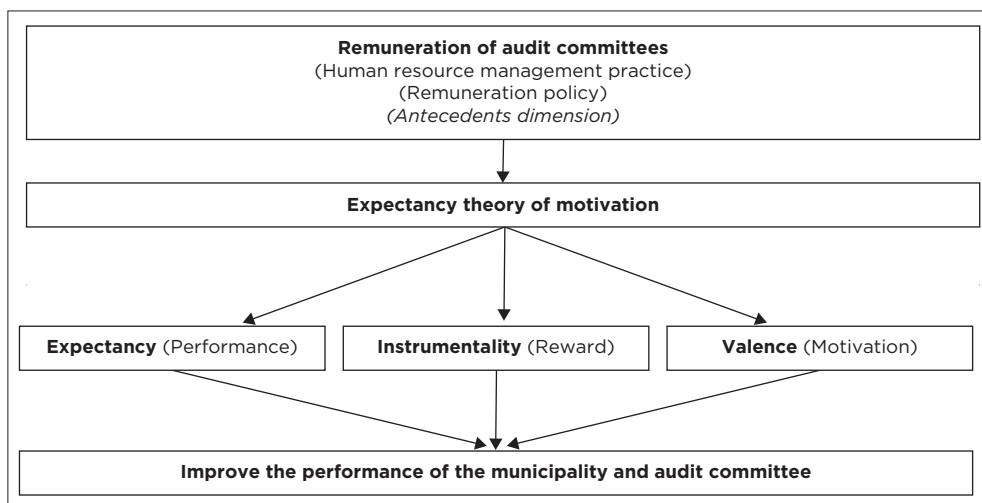 Remuneration of audit committees
(Human resource management practice)
(Remuneration policy)
(Antecedents dimension)
Expectancy theory of motivation
Expectancy (Performance)
Instrumentality (Reward)
Valence (Motivation)
Improve the performance of the municipality and audit committee